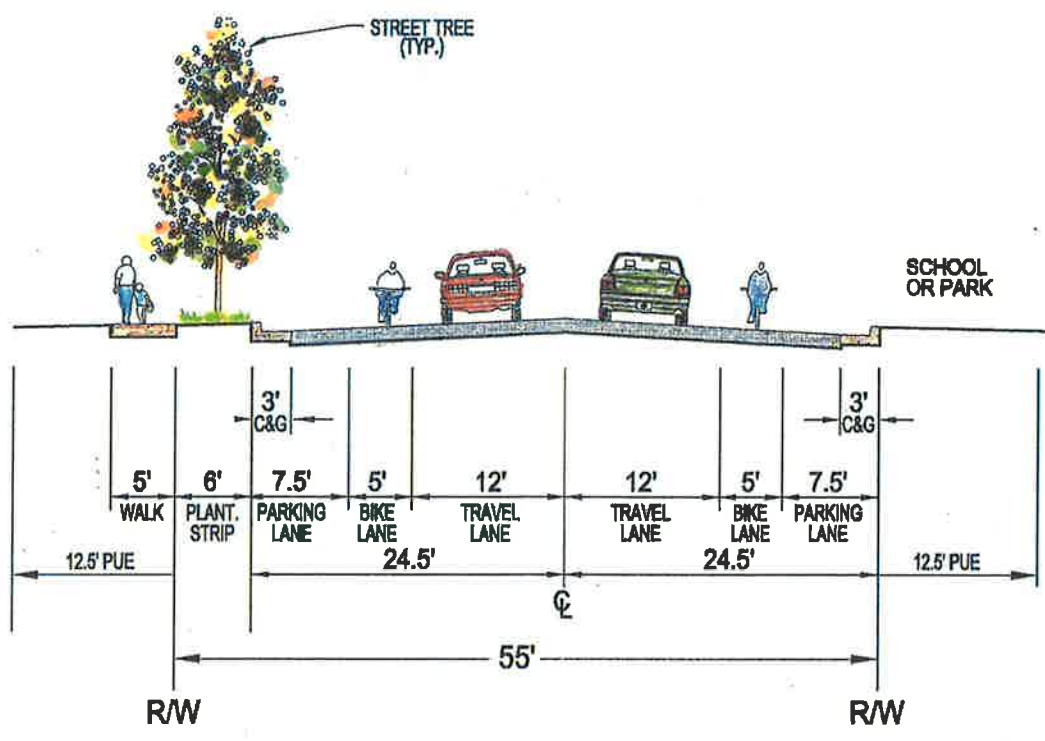 STREET TREE
(TYP.)
SCHOOL
OR PARK
3'
C&G
3'
C&G
5'
WALK
6'
PLANT.
STRIP
7.5'
PARKING
LANE
5'
BIKE
LANE
12'
TRAVEL
LANE
12'
TRAVEL
LANE
5'
BIKE
LANE
7.5'
PARKING
LANE
12.5' PUE
24.5'
24.5'
12.5' PUE
℄
55'
R/W
R/W